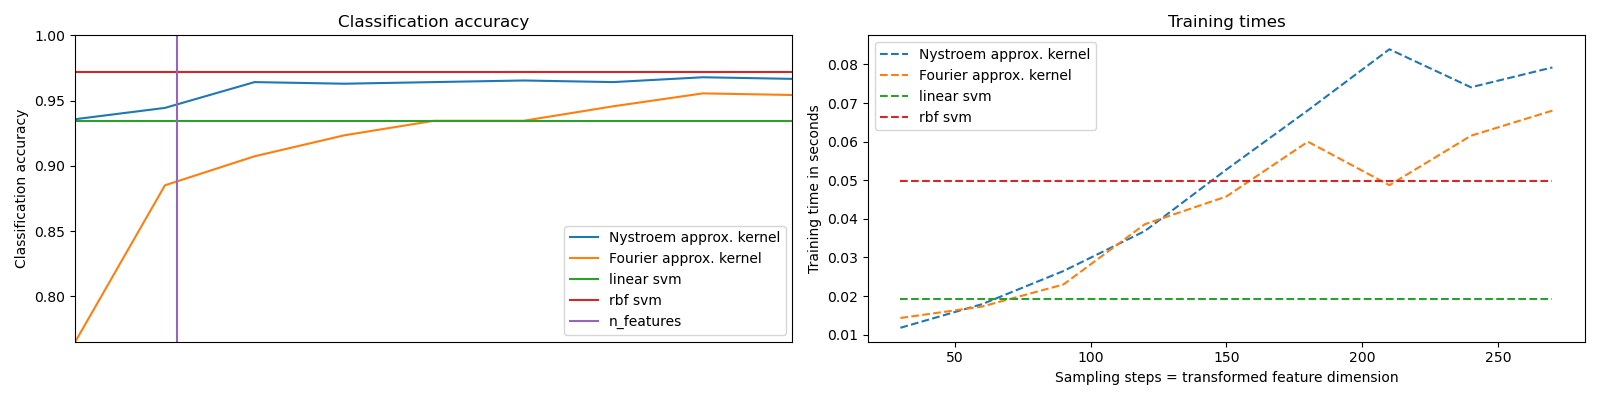 Classification accuracy
Classification accuracy
1.00
0.95
0.90
0.85
0.80
Nystroem approx. kernel
Fourier approx. kernel
linear svm
rbf svm
n_features
Training times
Training time in seconds
0.08
0.07
0.06
0.05
0.04
0.03
0.02
0.01
Nystroem approx. kernel
Fourier approx. kernel
linear svm
rbf svm
50 100 150 200 250
Sampling steps = transformed feature dimension